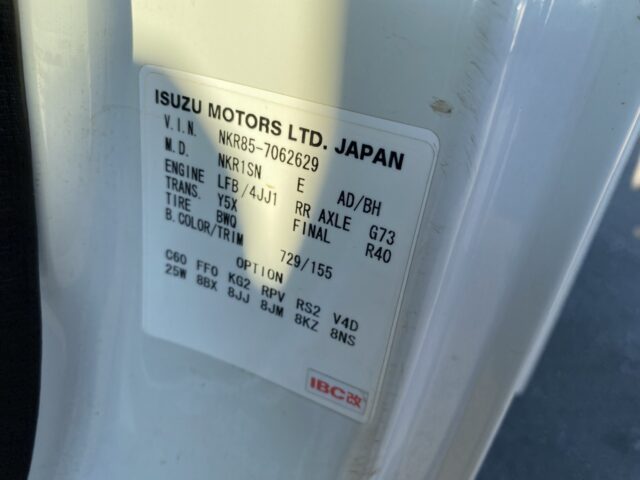 ISUZU MOTORS LTD. JAPAN
V.I.N. NKR85-7062629
M.D. NKR1SN E AD/BH
ENGINE LFB/4JJ1 RR AXLE G73
TRANS. Y5X FINAL R40
TIRE BWQ
B.COLOR/TRIM 729/155
OPTION
C60 FF0 KG2 RPV RS2 V4D
25W 8BX 8JJ 8JM 8KZ 8NS
IBC改